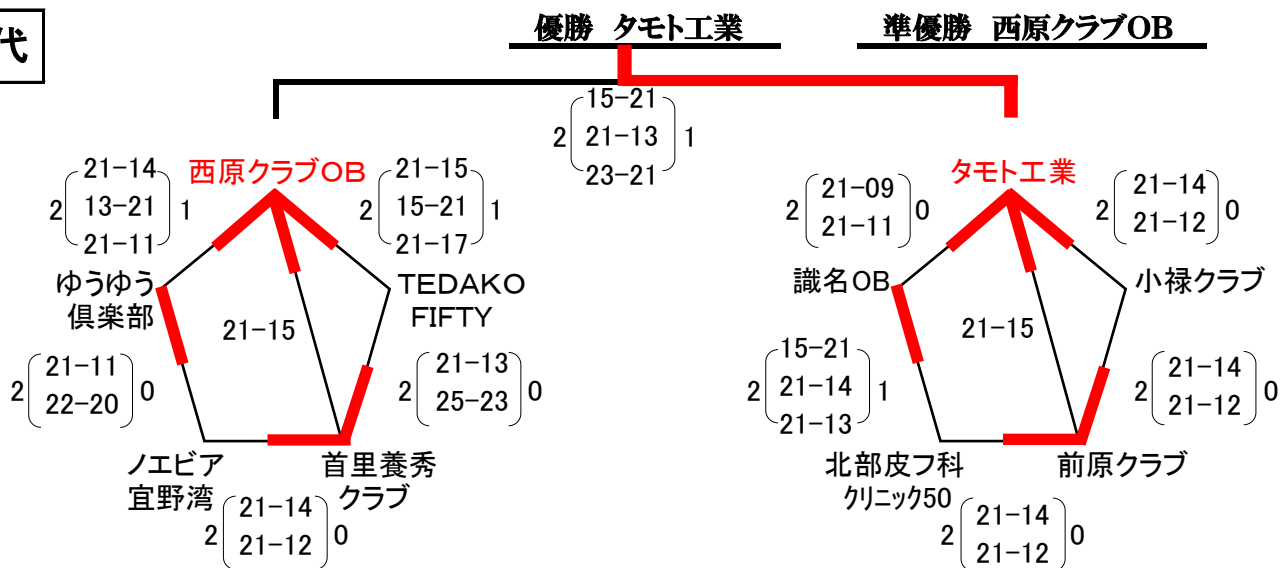 代
優勝 タモト工業
準優勝 西原クラブOB
15-21
2 21-13 1
23-21
21-14
2 13-21 1
21-11
西原クラブOB
21-15
2 15-21 1
21-17
ゆうゆう
倶楽部
TEDAKO
FIFTY
21-15
21-11
2 22-20 0
21-13
2 25-23 0
ノエビア
宜野湾
首里養秀
クラブ
21-14
2 21-12 0
21-09
2 21-11 0
タモト工業
21-14
2 21-12 0
識名OB
小禄クラブ
21-15
15-21
2 21-14 1
21-13
21-14
2 21-12 0
北部皮フ科
クリニック50
前原クラブ
21-14
2 21-12 0